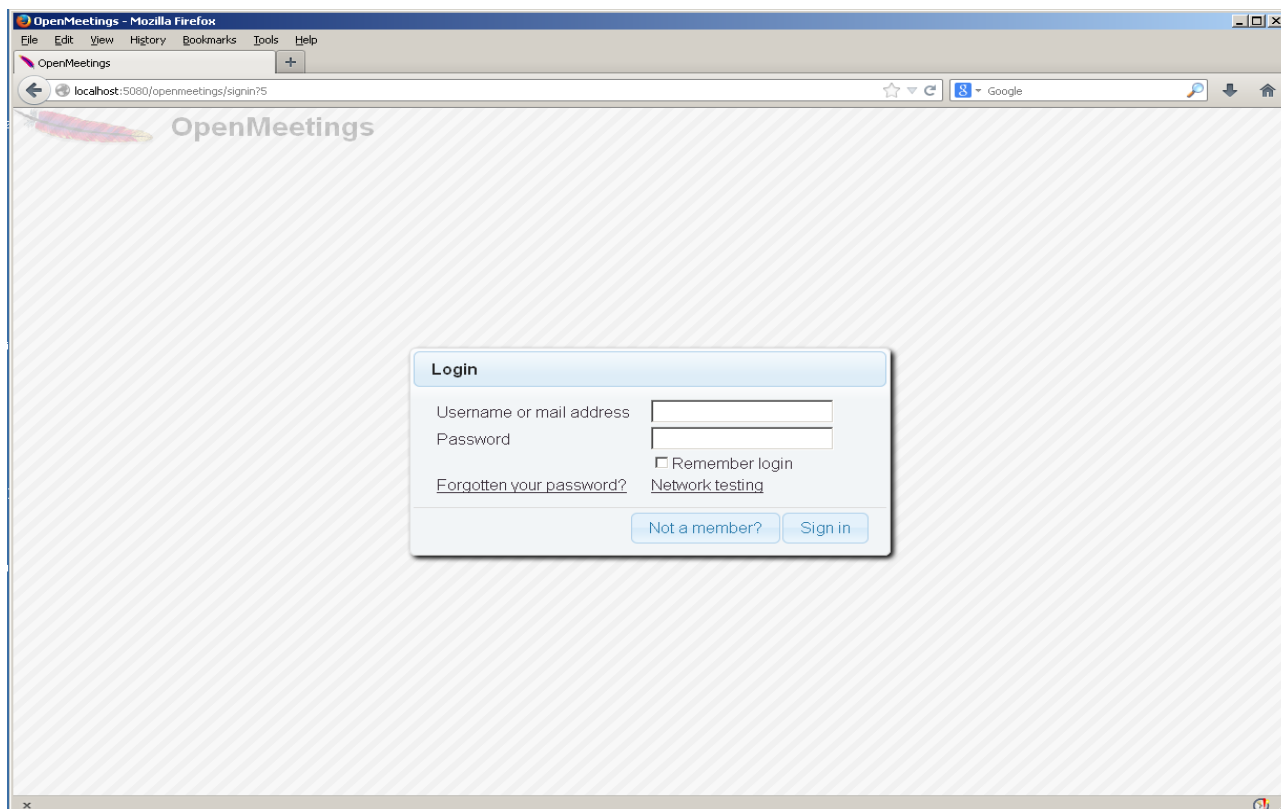 OpenMeetings - Mozilla Firefox
File Edit View History Bookmarks Tools Help
OpenMeetings
localhost:5080/openmeetings/signin?5 Google
OpenMeetings
Login
Username or mail address
Password
Remember login
Forgotten your password? Network testing
Not a member? Sign in